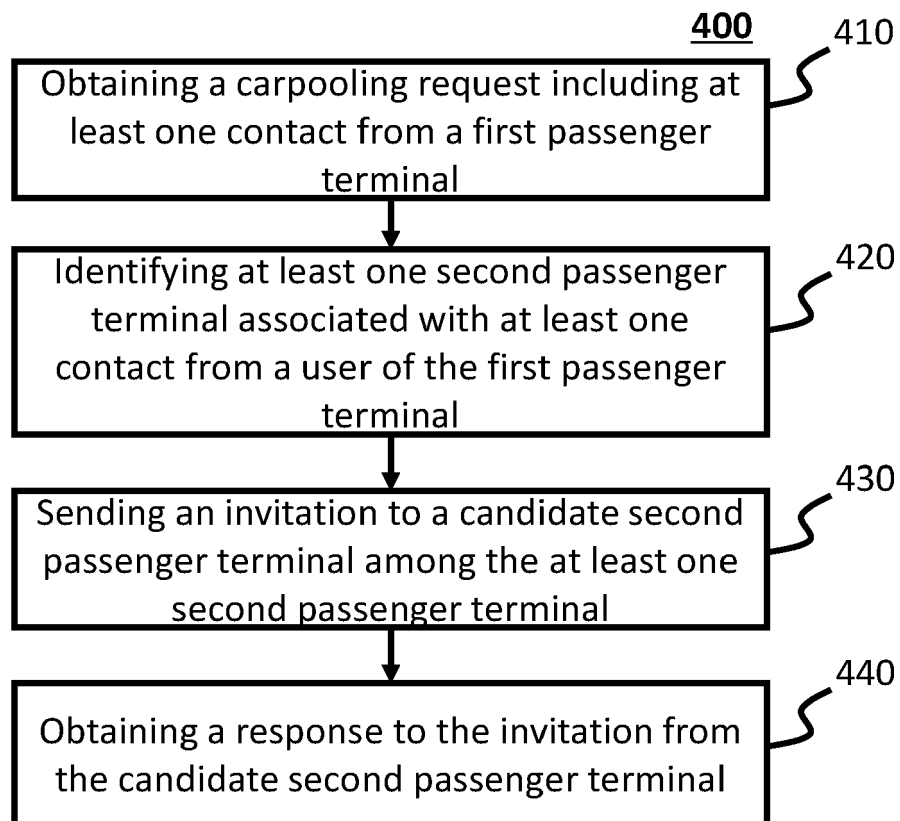 400
410
Obtaining a carpooling request including at
least one contact from a first passenger
terminal
420
Identifying at least one second passenger
terminal associated with at least one
contact from a user of the first passenger
terminal
430
Sending an invitation to a candidate second
passenger terminal among the at least one
second passenger terminal
440
Obtaining a response to the invitation from
the candidate second passenger terminal